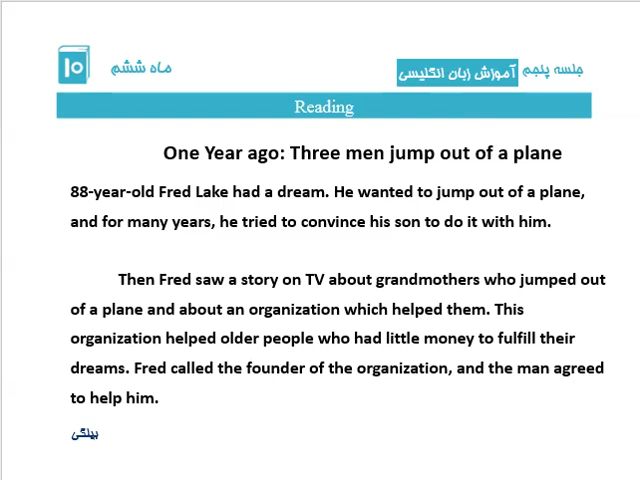 جلسه پنجم آموزش زبان انگلیسی
ماه ششم
10
Reading
One Year ago: Three men jump out of a plane
88-year-old Fred Lake had a dream. He wanted to jump out of a plane,
and for many years, he tried to convince his son to do it with him.
Then Fred saw a story on TV about grandmothers who jumped out
of a plane and about an organization which helped them. This
organization helped older people who had little money to fulfill their
dreams. Fred called the founder of the organization, and the man agreed
to help him.
بیلگی